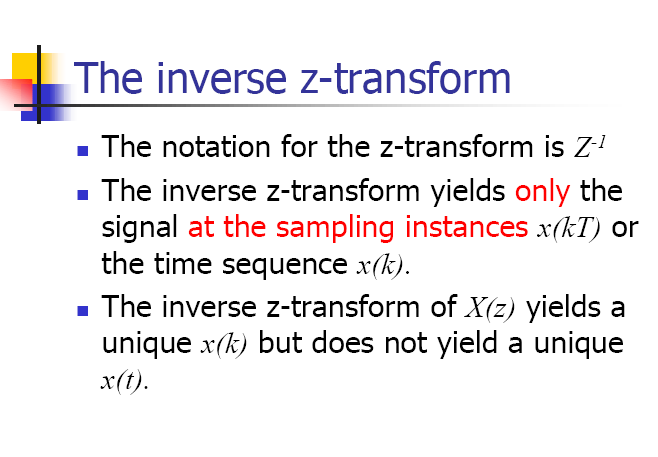 The inverse z-transform
The notation for the z-transform is Z-1
The inverse z-transform yields only the
signal at the sampling instances x(kT) or
the time sequence x(k).
The inverse z-transform of X(z) yields a
unique x(k) but does not yield a unique
x(t).